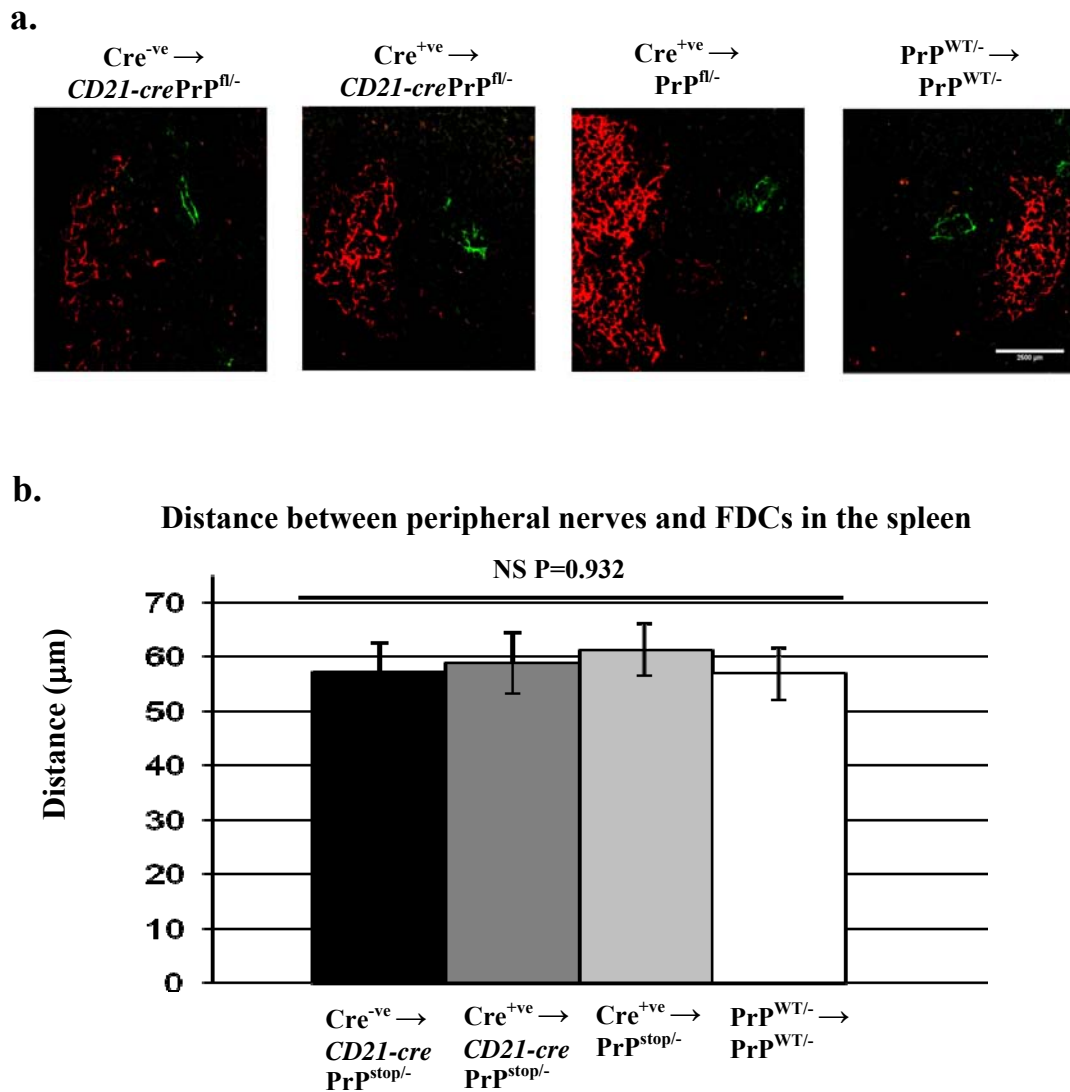 a.
Cre-ve → Cre+ve → Cre+ve → PrPWT/- →
CD21-crePrPfl/- CD21-crePrPfl/- PrPfl/- PrPWT/-
2500 µm
b.
Distance between peripheral nerves and FDCs in the spleen
NS P=0.932
Distance (µm)
70
60
50
40
30
20
10
0
Cre-ve → Cre+ve → Cre+ve → PrPWT/- →
CD21-cre CD21-cre PrPstop/- PrPWT/-
PrPstop/- PrPstop/-